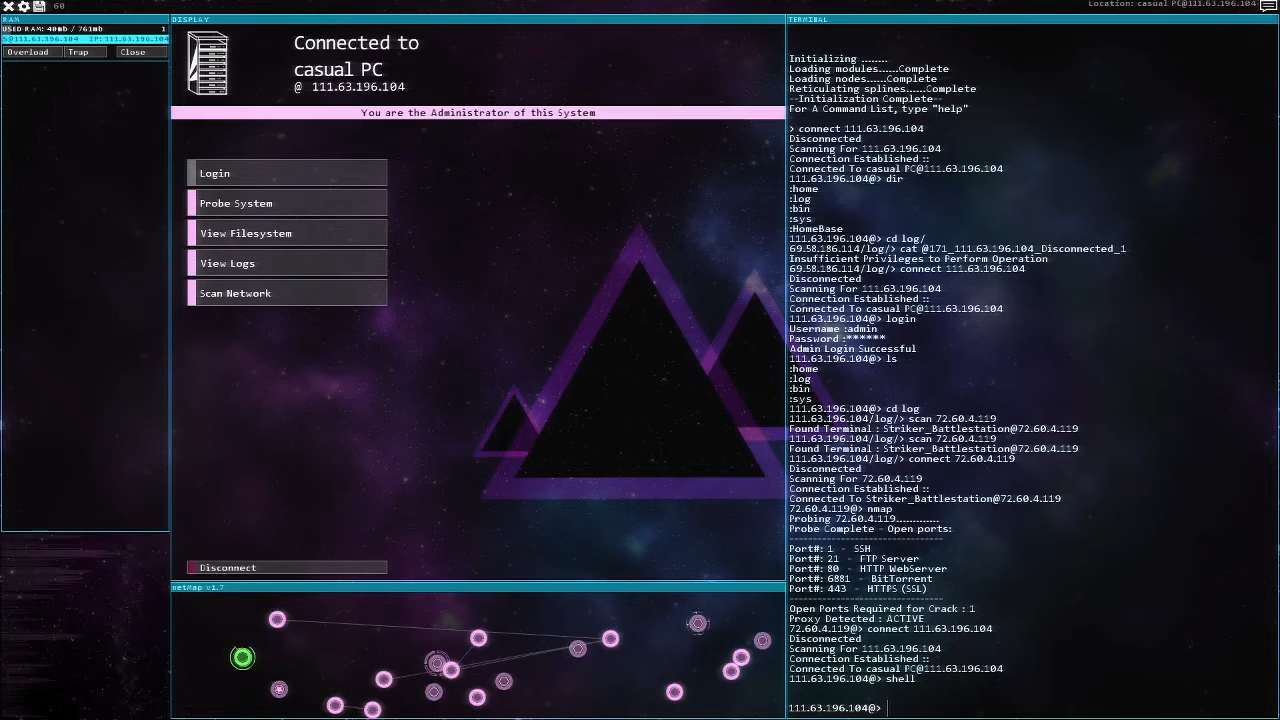 60
Location: casual PC@111.63.196.104
RAM
USED RAM: 40mb / 761mb 1
@111.63.196.104 IP:111.63.196.104
Overload Trap Close
DISPLAY
Connected to
casual PC
@ 111.63.196.104
You are the Administrator of this System
Login
Probe System
View Filesystem
View Logs
Scan Network
Disconnect
netMap v1.7
TERMINAL
Initializing .......
Loading modules......Complete
Loading nodes......Complete
Reticulating splines......Complete
--Initialization Complete--
For A Command List, type "help"
> connect 111.63.196.104
Disconnected
Scanning For 111.63.196.104
Connection Established ::
Connected To casual PC@111.63.196.104
111.63.196.104@> dir
:home
:log
:bin
:sys
:HomeBase
111.63.196.104@> cd log/
69.58.186.114/log/> cat @171_111.63.196.104_Disconnected_1
Insufficient Privileges to Perform Operation
69.58.186.114/log/> connect 111.63.196.104
Disconnected
Scanning For 111.63.196.104
Connection Established ::
Connected To casual PC@111.63.196.104
111.63.196.104@> login
Username :admin
Password :******
Admin Login Successful
111.63.196.104@> ls
:home
:log
:bin
:sys
111.63.196.104@> cd log
111.63.196.104/log/> scan 72.60.4.119
Found Terminal : Striker_Battlestation@72.60.4.119
111.63.196.104/log/> scan 72.60.4.119
Found Terminal : Striker_Battlestation@72.60.4.119
111.63.196.104/log/> connect 72.60.4.119
Disconnected
Scanning For 72.60.4.119
Connection Established ::
Connected To Striker_Battlestation@72.60.4.119
72.60.4.119@> nmap
Probing 72.60.4.119............
Probe Complete - Open ports:
---------------------------------
Port#: 1 - SSH
Port#: 21 - FTP Server
Port#: 80 - HTTP WebServer
Port#: 6881 - BitTorrent
Port#: 443 - HTTPS (SSL)
---------------------------------
Open Ports Required for Crack : 1
Proxy Detected : ACTIVE
72.60.4.119@> connect 111.63.196.104
Disconnected
Scanning For 111.63.196.104
Connection Established ::
Connected To casual PC@111.63.196.104
111.63.196.104@> shell
111.63.196.104@>